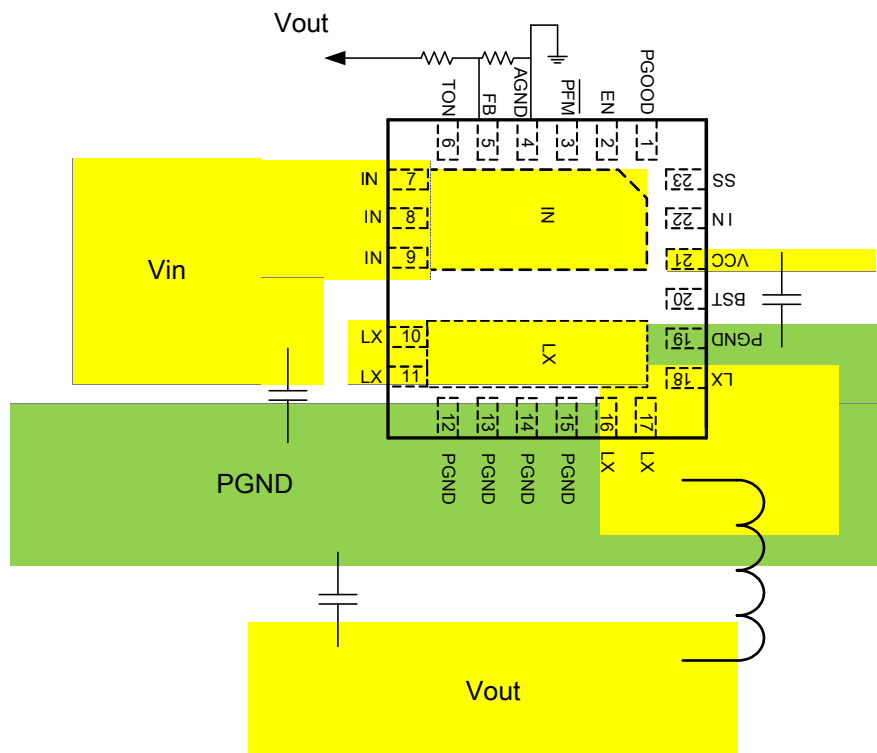 Vout
TON
FB
AGND
PFM
EN
PGOOD
6
5
4
3
2
1
IN
7
IN
8
IN
9
IN
23
SS
22
IN
21
VCC
20
BST
19
PGND
18
LX
Vin
LX
10
LX
11
LX
12
13
14
15
16
17
PGND
PGND
PGND
PGND
LX
LX
PGND
Vout